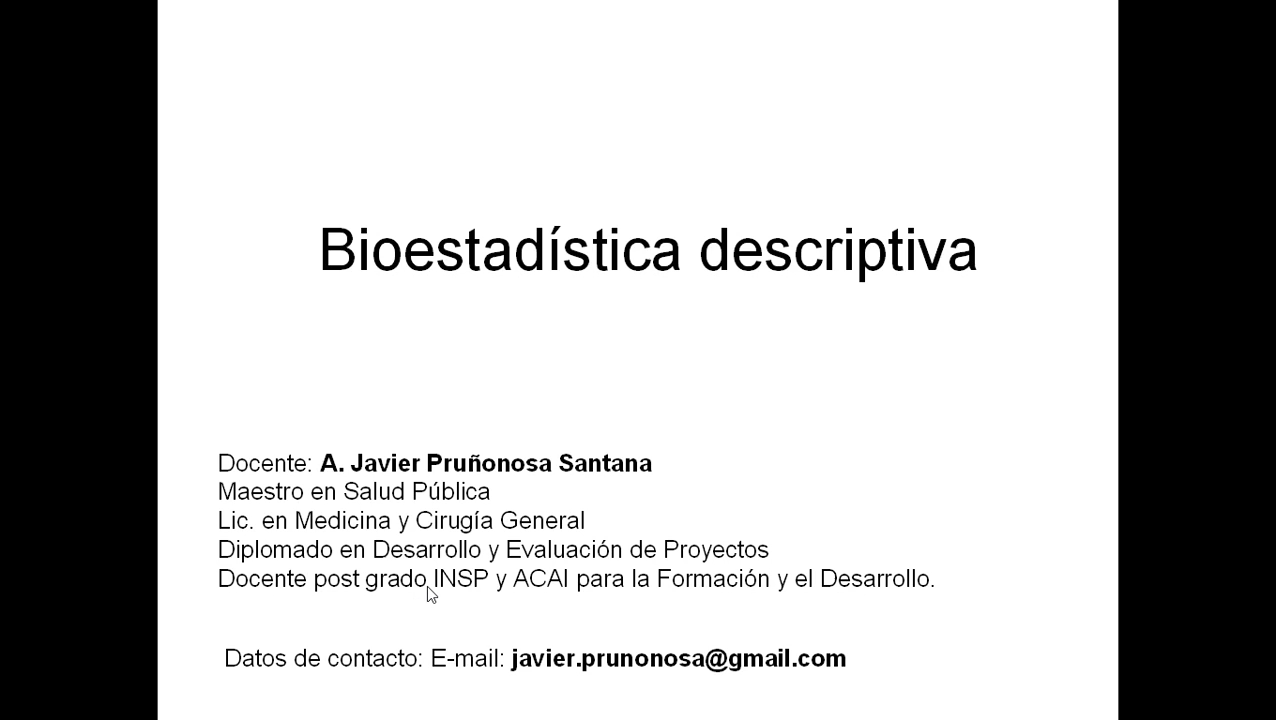 Bioestadística descriptiva
Docente: A. Javier Pruñonosa Santana
Maestro en Salud Pública
Lic. en Medicina y Cirugía General
Diplomado en Desarrollo y Evaluación de Proyectos
Docente post grado INSP y ACAI para la Formación y el Desarrollo.
Datos de contacto: E-mail: javier.prunonosa@gmail.com